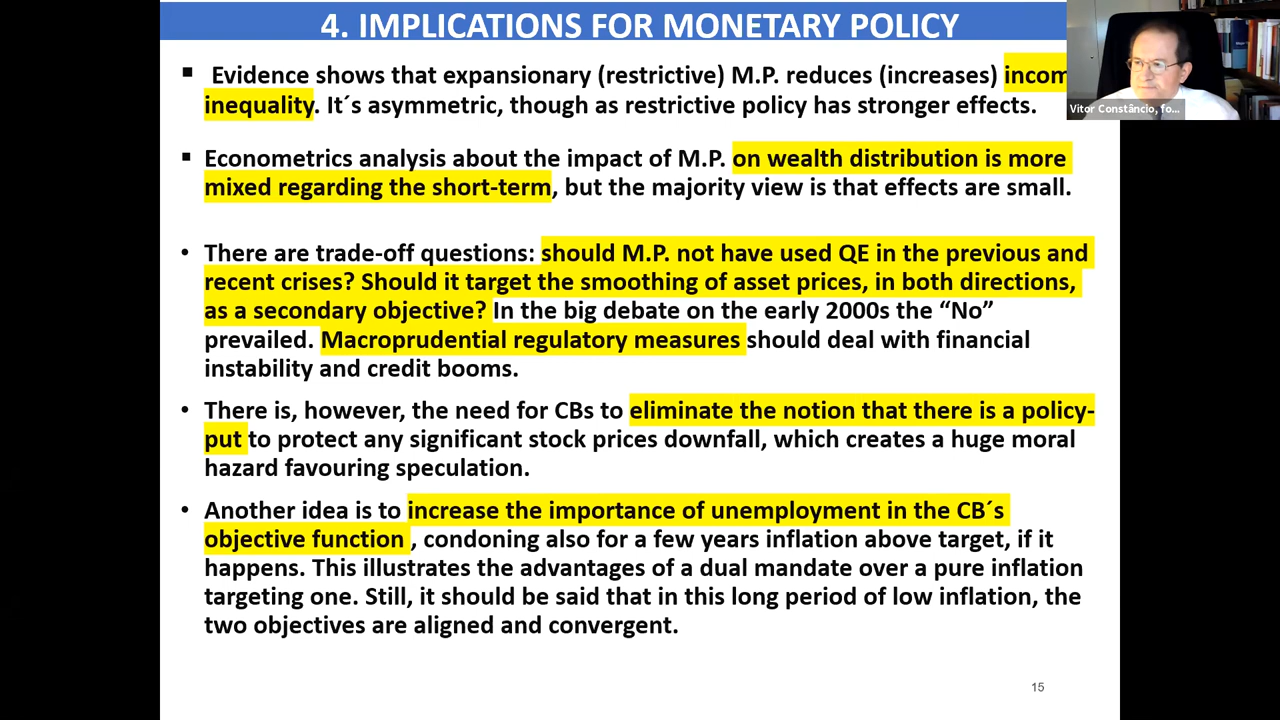 4. IMPLICATIONS FOR MONETARY POLICY
▪ Evidence shows that expansionary (restrictive) M.P. reduces (increases) incom
inequality. It´s asymmetric, though as restrictive policy has stronger effects.
▪ Econometrics analysis about the impact of M.P. on wealth distribution is more
mixed regarding the short-term, but the majority view is that effects are small.
• There are trade-off questions: should M.P. not have used QE in the previous and
recent crises? Should it target the smoothing of asset prices, in both directions,
as a secondary objective? In the big debate on the early 2000s the “No”
prevailed. Macroprudential regulatory measures should deal with financial
instability and credit booms.
• There is, however, the need for CBs to eliminate the notion that there is a policy-
put to protect any significant stock prices downfall, which creates a huge moral
hazard favouring speculation.
• Another idea is to increase the importance of unemployment in the CB´s
objective function , condoning also for a few years inflation above target, if it
happens. This illustrates the advantages of a dual mandate over a pure inflation
targeting one. Still, it should be said that in this long period of low inflation, the
two objectives are aligned and convergent.
15
Vitor Constâncio, fo...